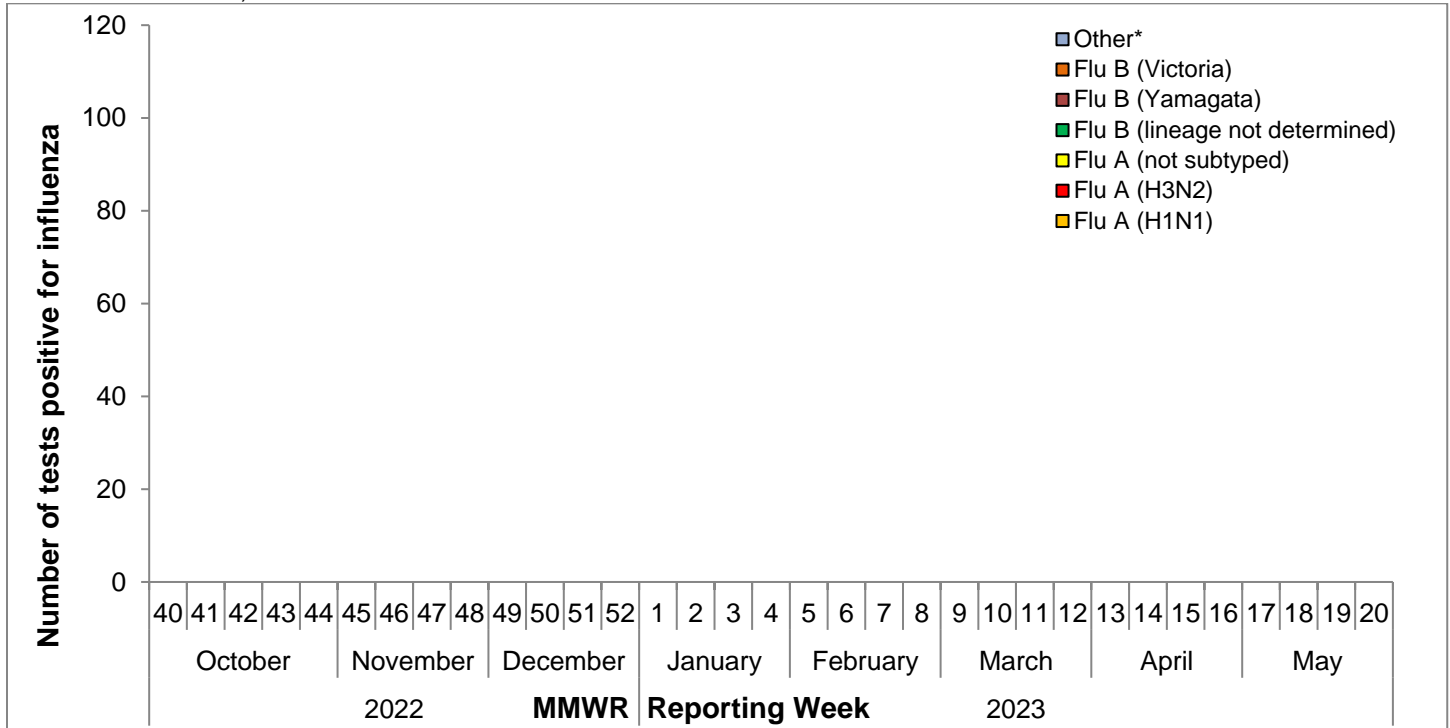 120
100
80
60
40
20
0
Number of tests positive for influenza
Other*
Flu B (Victoria)
Flu B (Yamagata)
Flu B (lineage not determined)
Flu A (not subtyped)
Flu A (H3N2)
Flu A (H1N1)
40 41 42 43 44 45 46 47 48 49 50 51 52 1 2 3 4 5 6 7 8 9 10 11 12 13 14 15 16 17 18 19 20
October November December January February March April May
2022 MMWR Reporting Week 2023